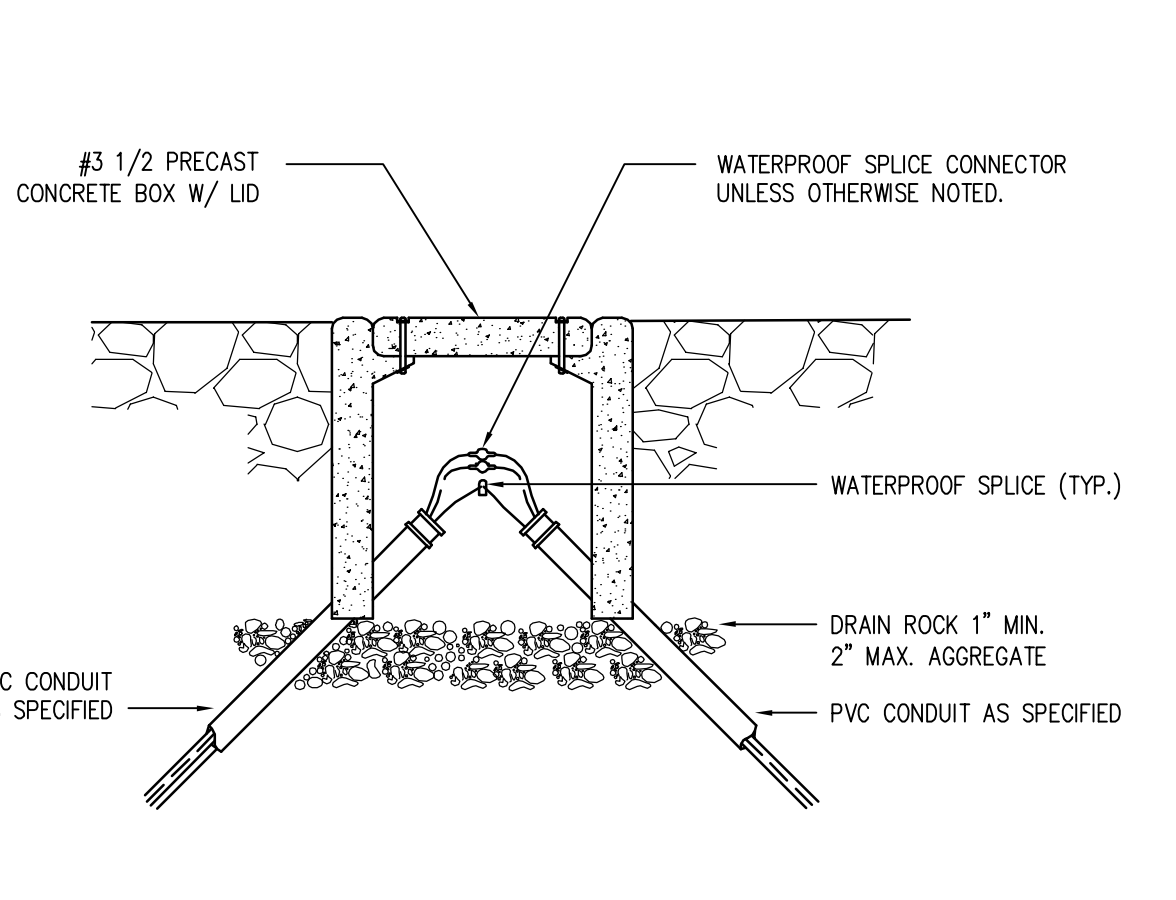 #3 1/2 PRECAST
CONCRETE BOX W/ LID
WATERPROOF SPLICE CONNECTOR
UNLESS OTHERWISE NOTED.
WATERPROOF SPLICE (TYP.)
DRAIN ROCK 1" MIN.
2" MAX. AGGREGATE
C CONDUIT
SPECIFIED
PVC CONDUIT AS SPECIFIED